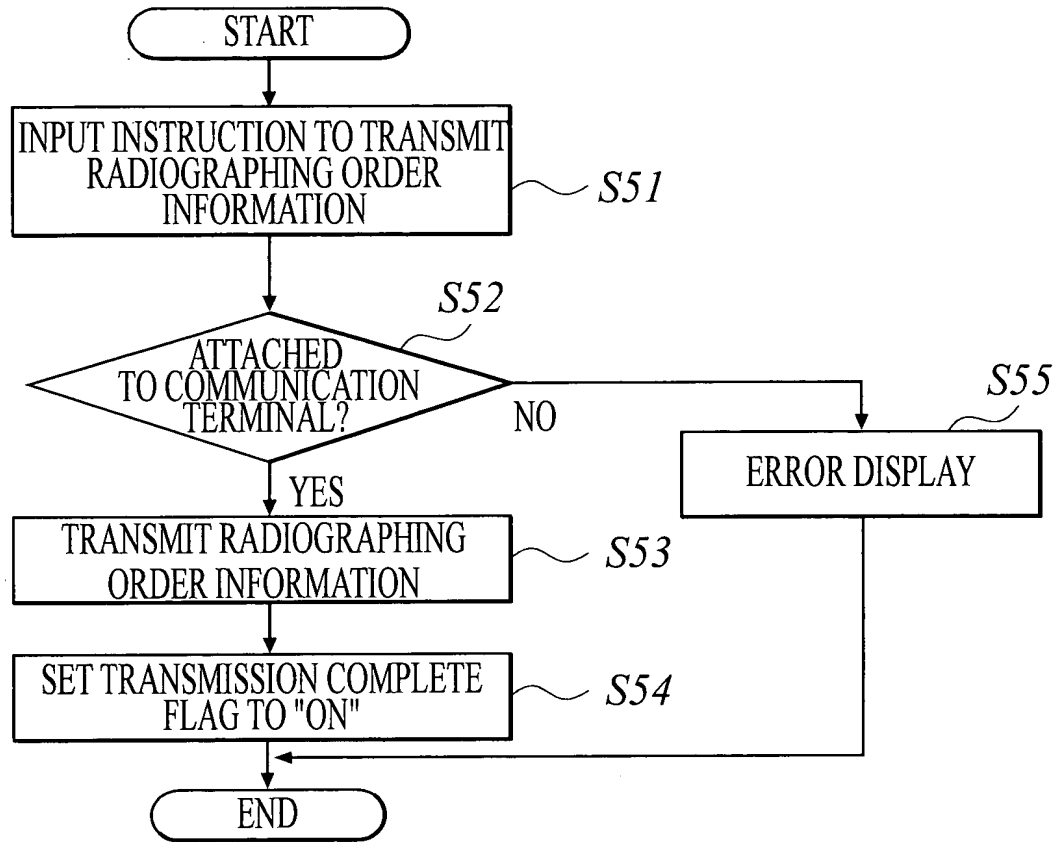 START
INPUT INSTRUCTION TO TRANSMIT
RADIOGRAPHING ORDER
INFORMATION
S51
S52
ATTACHED
TO COMMUNICATION
TERMINAL?
NO
YES
S55
ERROR DISPLAY
TRANSMIT RADIOGRAPHING
ORDER INFORMATION
S53
SET TRANSMISSION COMPLETE
FLAG TO "ON"
S54
END